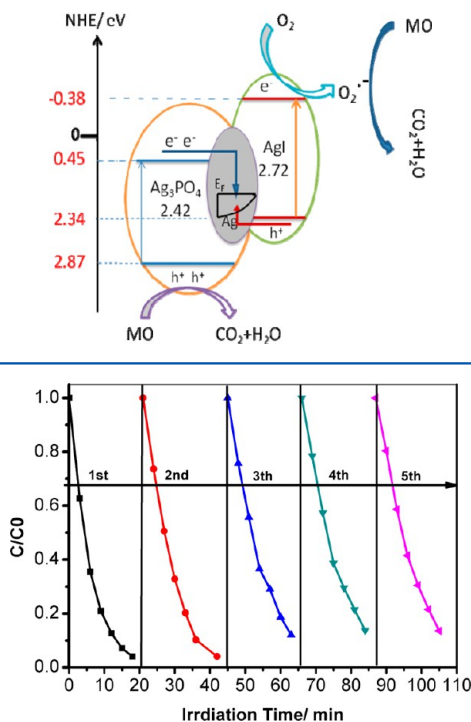 NHE/ eV
O₂
MO
e⁻
-0.38
O₂•⁻
0
e⁻ e⁻
AgI
2.72
CO₂+H₂O
0.45
Ag₃PO₄
2.42
E_f
Ag
2.34
h⁺
2.87
h⁺ h⁺
MO
CO₂+H₂O
1.0
0.8
0.6
0.4
0.2
0.0
C/C0
1st 2nd 3th 4th 5th
0 10 20 30 40 50 60 70 80 90 100 110
Irrdiation Time/ min